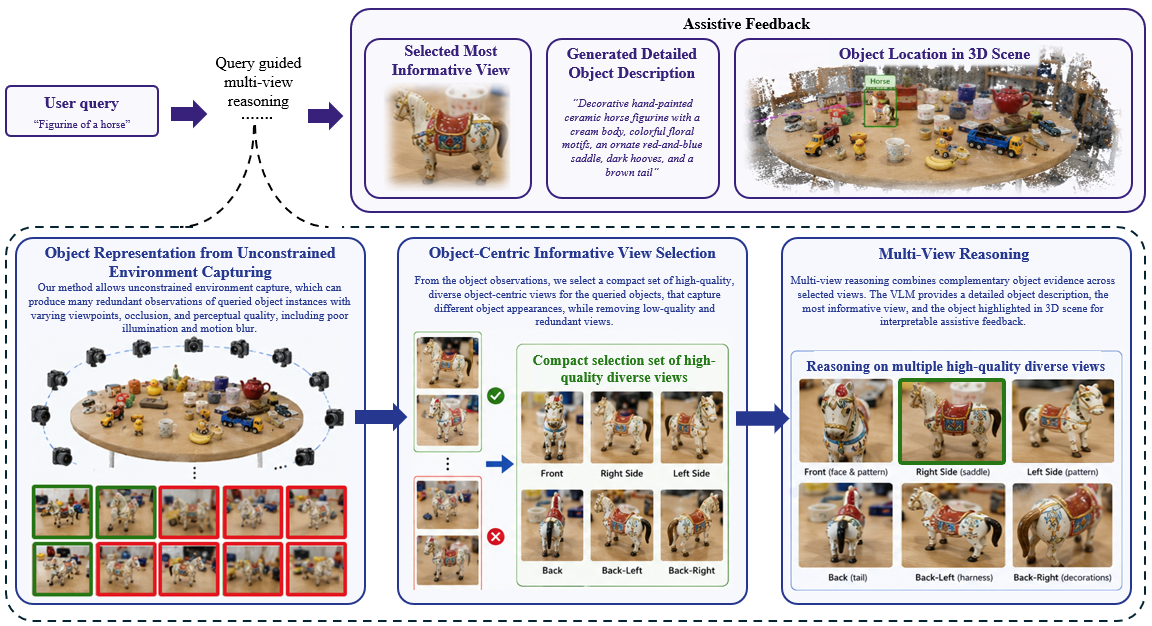 Assistive Feedback
User query
“Figurine of a horse”
Query guided
multi-view
reasoning
.......
Selected Most
Informative View
Generated Detailed
Object Description
"Decorative hand-painted
ceramic horse figurine with a
cream body, colorful floral
motifs, an ornate red-and-blue
saddle, dark hooves, and a
brown tail"
Object Location in 3D Scene
Horse
Object Representation from Unconstrained
Environment Capturing
Our method allows unconstrained environment capture, which can
produce many redundant observations of queried object instances with
varying viewpoints, occlusion, and perceptual quality, including poor
illumination and motion blur.
Object-Centric Informative View Selection
From the object observations, we select a compact set of high-quality,
diverse object-centric views for the queried objects, that capture
different object appearances, while removing low-quality and
redundant views.
Compact selection set of high-
quality diverse views
Front
Right Side
Left Side
Back
Back-Left
Back-Right
Multi-View Reasoning
Multi-view reasoning combines complementary object evidence across
selected views. The VLM provides a detailed object description, the
most informative view, and the object highlighted in 3D scene for
interpretable assistive feedback.
Reasoning on multiple high-quality diverse views
Front (face & pattern)
Right Side (saddle)
Left Side (pattern)
Back (tail)
Back-Left (harness)
Back-Right (decorations)